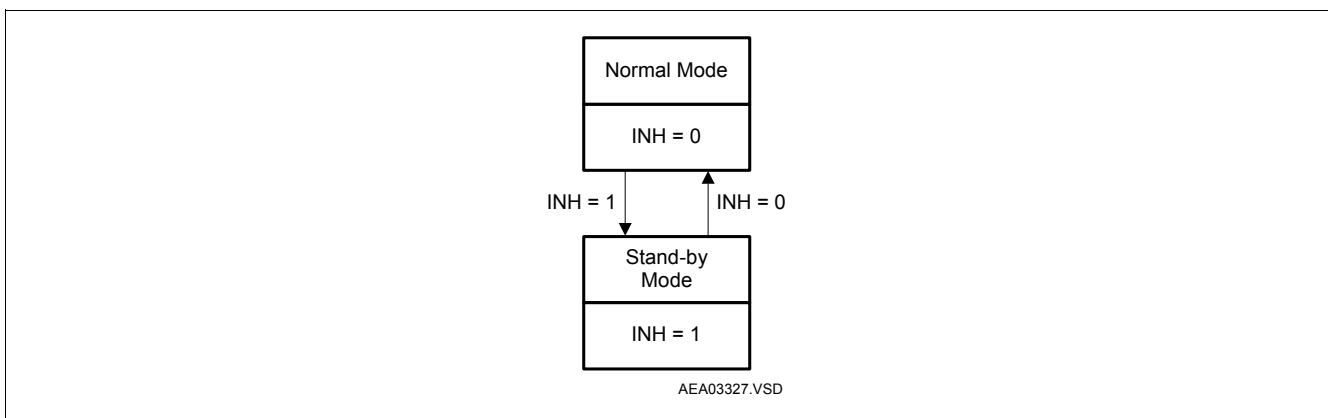 Normal Mode
INH = 0
INH = 1
INH = 0
Stand-by
Mode
INH = 1
AEA03327.VSD